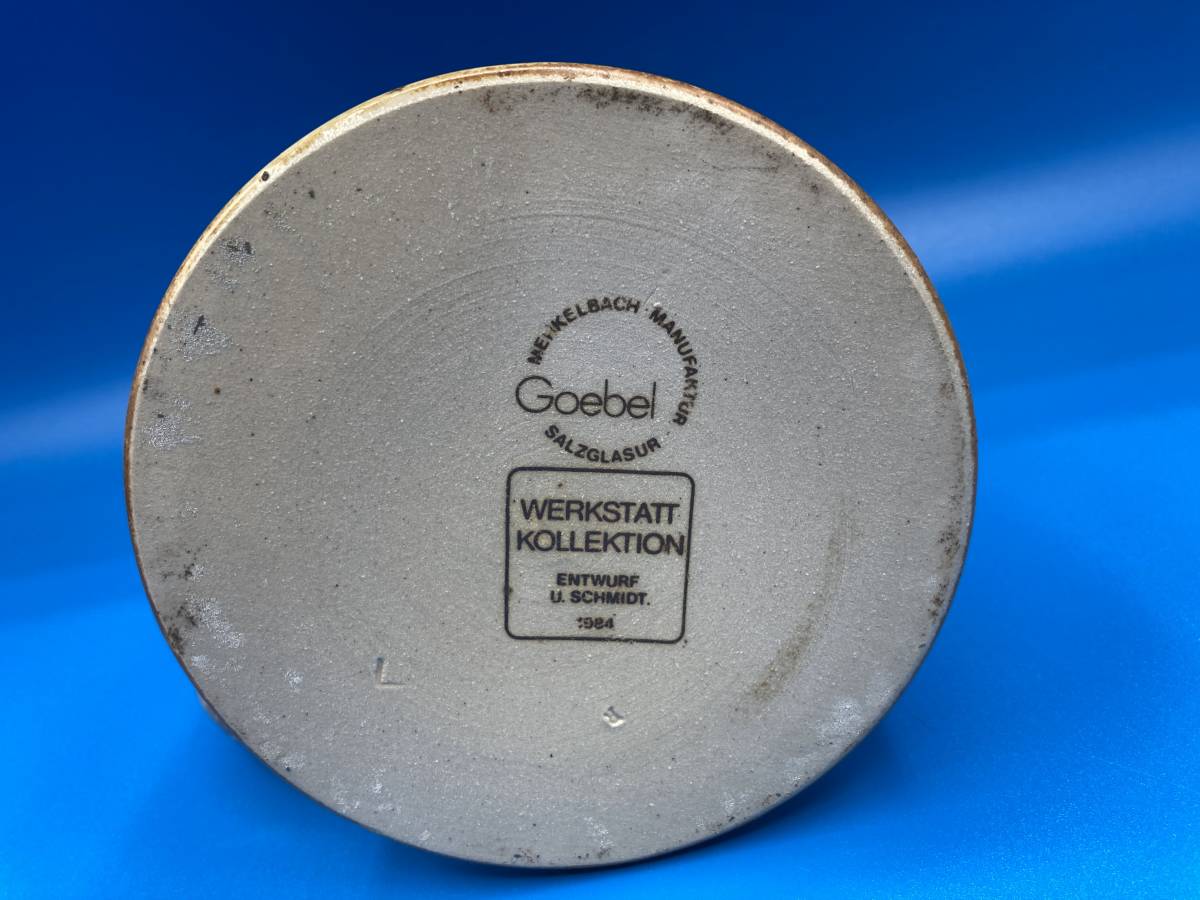 MERKELBACH MANUFAKTUR
Goebel
SALZGLASUR
WERKSTATT
KOLLEKTION
ENTWURF
U. SCHMIDT.
1984
L
R